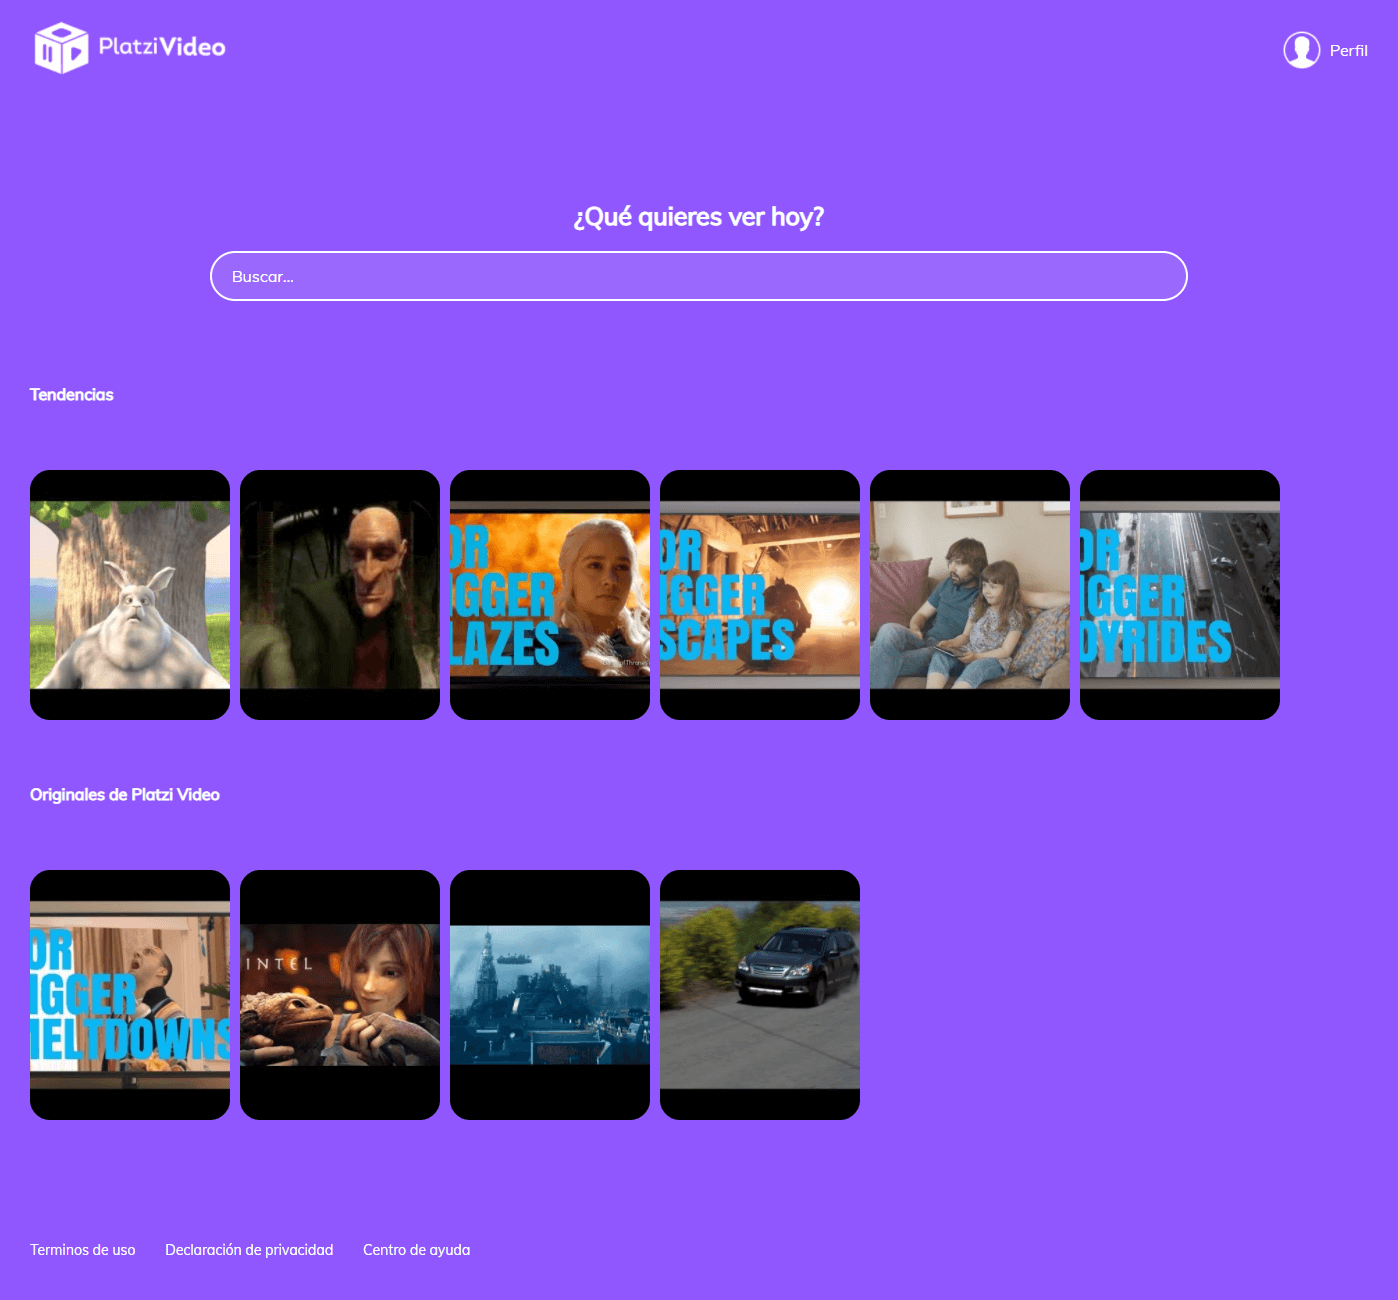 PlatziVideo
Perfil
¿Qué quieres ver hoy?
Buscar...
Tendencias
OR
IGGER
LAZES
OR
IGGER
SCAPES
OR
IGGER
OYRIDES
Originales de Platzi Video
OR
IGGER
MELTDOWNS
INTEL
Terminos de uso
Declaración de privacidad
Centro de ayuda